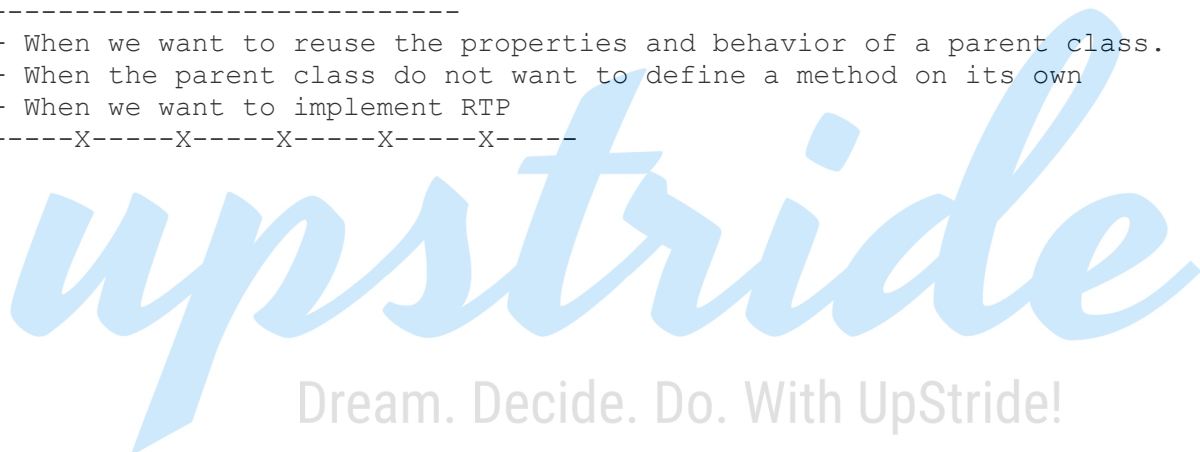 ----------------------------
- When we want to reuse the properties and behavior of a parent class.
- When the parent class do not want to define a method on its own
- When we want to implement RTP
-----X-----X-----X-----X-----X-----
upstride
Dream. Decide. Do. With UpStride!